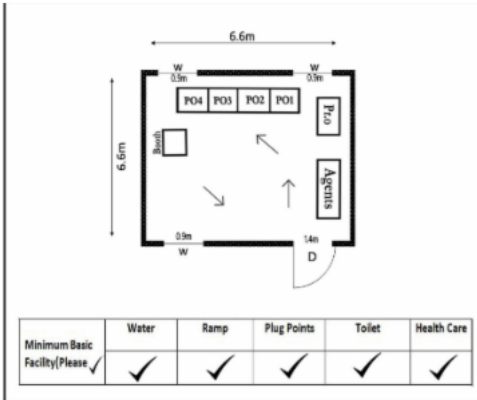 6.6m
W W
0.9m 0.9m
PO4 PO3 PO2 PO1
Pr.o
Booth
6.6m
Agents
0.9m 1.4m
W D
Water Ramp Plug Points Toilet Health Care
Minimum Basic
Facility(Please ✓ ✓ ✓ ✓ ✓ ✓